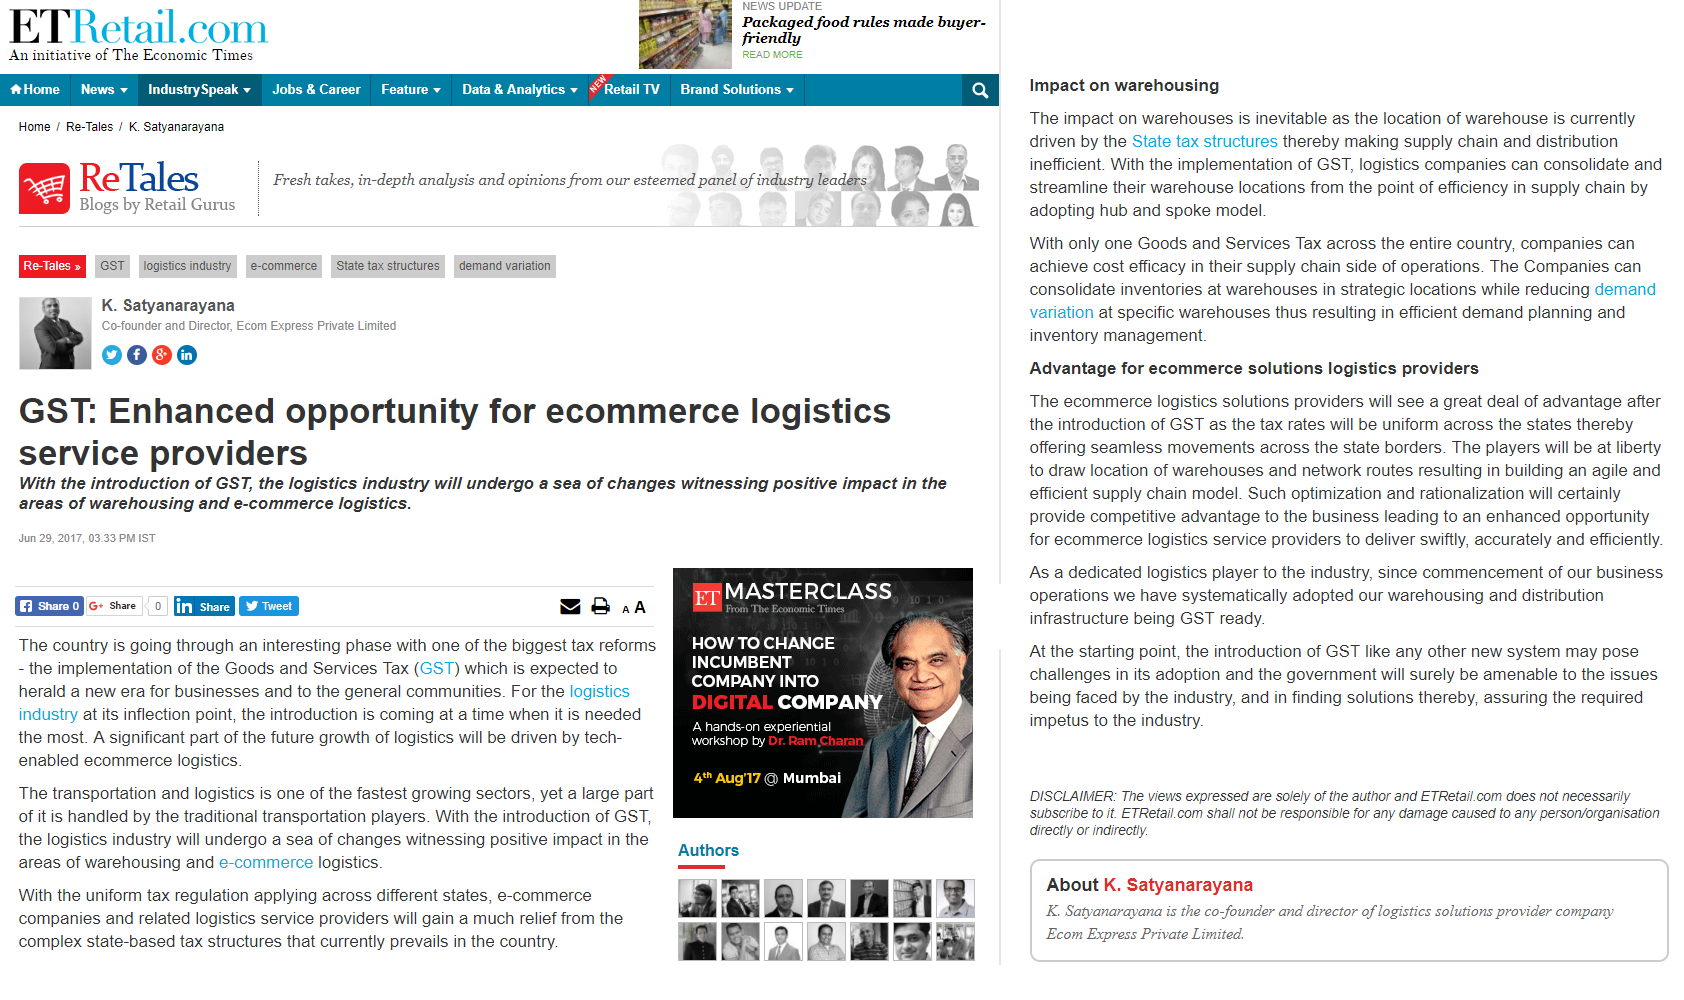 ETRetail.com
An initiative of The Economic Times
NEWS UPDATE
Packaged food rules made buyer-
friendly
READ MORE
Home
News
IndustrySpeak
Jobs & Career
Feature
Data & Analytics
NEW
Retail TV
Brand Solutions
Home / Re-Tales / K. Satyanarayana
ReTales
Blogs by Retail Gurus
Fresh takes, in-depth analysis and opinions from our esteemed panel of industry leaders
Re-Tales »
GST
logistics industry
e-commerce
State tax structures
demand variation
K. Satyanarayana
Co-founder and Director, Ecom Express Private Limited
GST: Enhanced opportunity for ecommerce logistics
service providers
With the introduction of GST, the logistics industry will undergo a sea of changes witnessing positive impact in the
areas of warehousing and e-commerce logistics.
Jun 29, 2017, 03.33 PM IST
Share 0
G+ Share
0
in Share
Tweet
A A
The country is going through an interesting phase with one of the biggest tax reforms
- the implementation of the Goods and Services Tax (GST) which is expected to
herald a new era for businesses and to the general communities. For the logistics
industry at its inflection point, the introduction is coming at a time when it is needed
the most. A significant part of the future growth of logistics will be driven by tech-
enabled ecommerce logistics.
The transportation and logistics is one of the fastest growing sectors, yet a large part
of it is handled by the traditional transportation players. With the introduction of GST,
the logistics industry will undergo a sea of changes witnessing positive impact in the
areas of warehousing and e-commerce logistics.
With the uniform tax regulation applying across different states, e-commerce
companies and related logistics service providers will gain a much relief from the
complex state-based tax structures that currently prevails in the country.
ET MASTERCLASS
From The Economic Times
HOW TO CHANGE
INCUMBENT
COMPANY INTO
DIGITAL COMPANY
A hands-on experiential
workshop by Dr. Ram Charan
4th Aug'17 @ Mumbai
Authors
Impact on warehousing
The impact on warehouses is inevitable as the location of warehouse is currently
driven by the State tax structures thereby making supply chain and distribution
inefficient. With the implementation of GST, logistics companies can consolidate and
streamline their warehouse locations from the point of efficiency in supply chain by
adopting hub and spoke model.
With only one Goods and Services Tax across the entire country, companies can
achieve cost efficacy in their supply chain side of operations. The Companies can
consolidate inventories at warehouses in strategic locations while reducing demand
variation at specific warehouses thus resulting in efficient demand planning and
inventory management.
Advantage for ecommerce solutions logistics providers
The ecommerce logistics solutions providers will see a great deal of advantage after
the introduction of GST as the tax rates will be uniform across the states thereby
offering seamless movements across the state borders. The players will be at liberty
to draw location of warehouses and network routes resulting in building an agile and
efficient supply chain model. Such optimization and rationalization will certainly
provide competitive advantage to the business leading to an enhanced opportunity
for ecommerce logistics service providers to deliver swiftly, accurately and efficiently.
As a dedicated logistics player to the industry, since commencement of our business
operations we have systematically adopted our warehousing and distribution
infrastructure being GST ready.
At the starting point, the introduction of GST like any other new system may pose
challenges in its adoption and the government will surely be amenable to the issues
being faced by the industry, and in finding solutions thereby, assuring the required
impetus to the industry.
DISCLAIMER: The views expressed are solely of the author and ETRetail.com does not necessarily
subscribe to it. ETRetail.com shall not be responsible for any damage caused to any person/organisation
directly or indirectly.
About K. Satyanarayana
K. Satyanarayana is the co-founder and director of logistics solutions provider company
Ecom Express Private Limited.